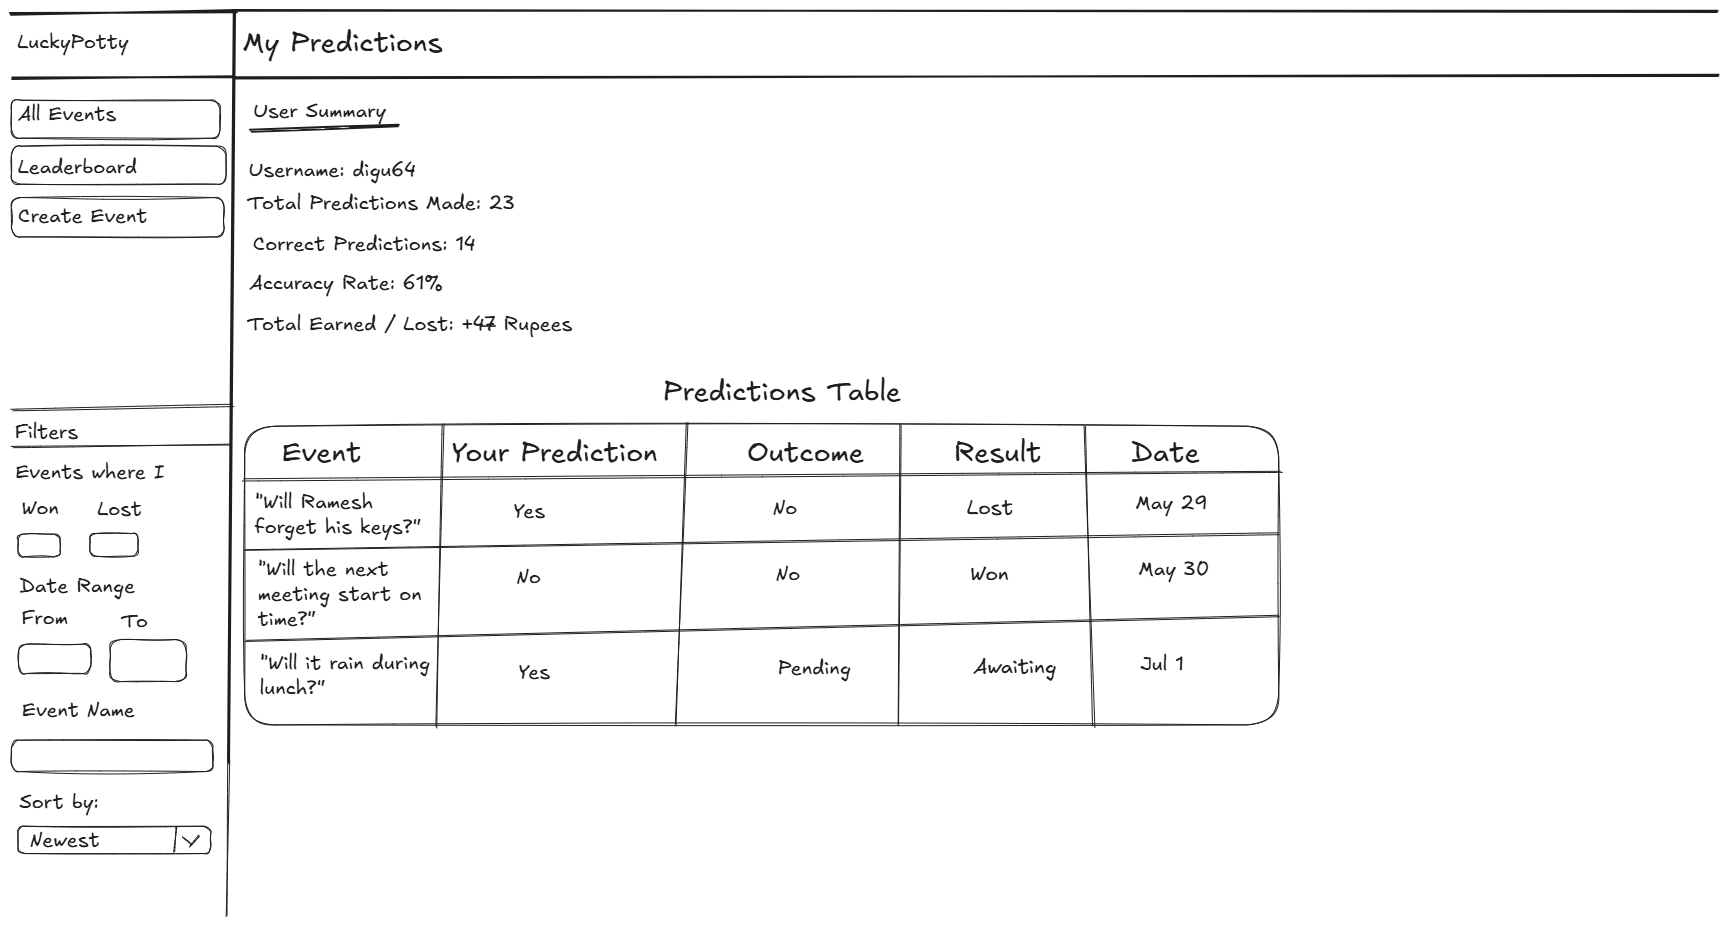 LuckyPotty
My Predictions
All Events
Leaderboard
Create Event
User Summary
Username: digu64
Total Predictions Made: 23
Correct Predictions: 14
Accuracy Rate: 61%
Total Earned / Lost: +47 Rupees
Filters
Events where I
Won Lost
Date Range
From To
Event Name
Sort by:
Newest
Predictions Table
Event Your Prediction Outcome Result Date
"Will Ramesh
forget his keys?" Yes No Lost May 29
"Will the next
meeting start on
time?" No No Won May 30
"Will it rain during
lunch?" Yes Pending Awaiting Jul 1